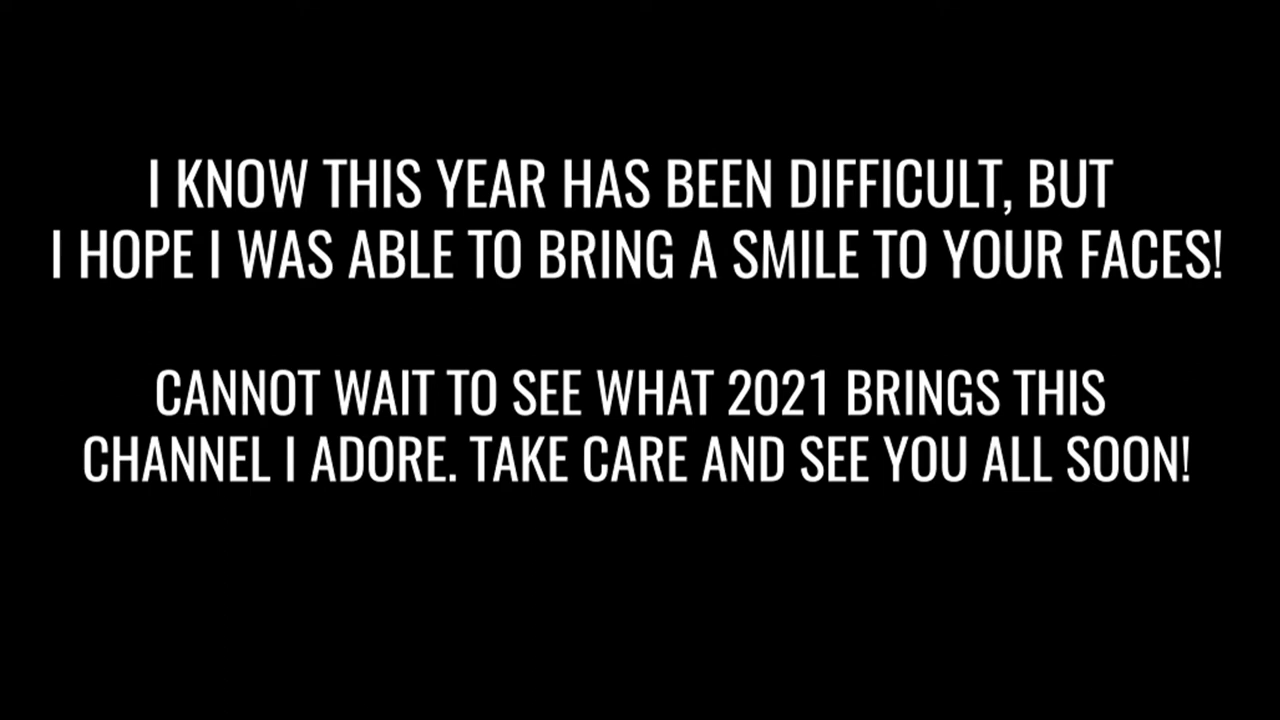 I KNOW THIS YEAR HAS BEEN DIFFICULT, BUT
I HOPE I WAS ABLE TO BRING A SMILE TO YOUR FACES!
CANNOT WAIT TO SEE WHAT 2021 BRINGS THIS
CHANNEL I ADORE. TAKE CARE AND SEE YOU ALL SOON!